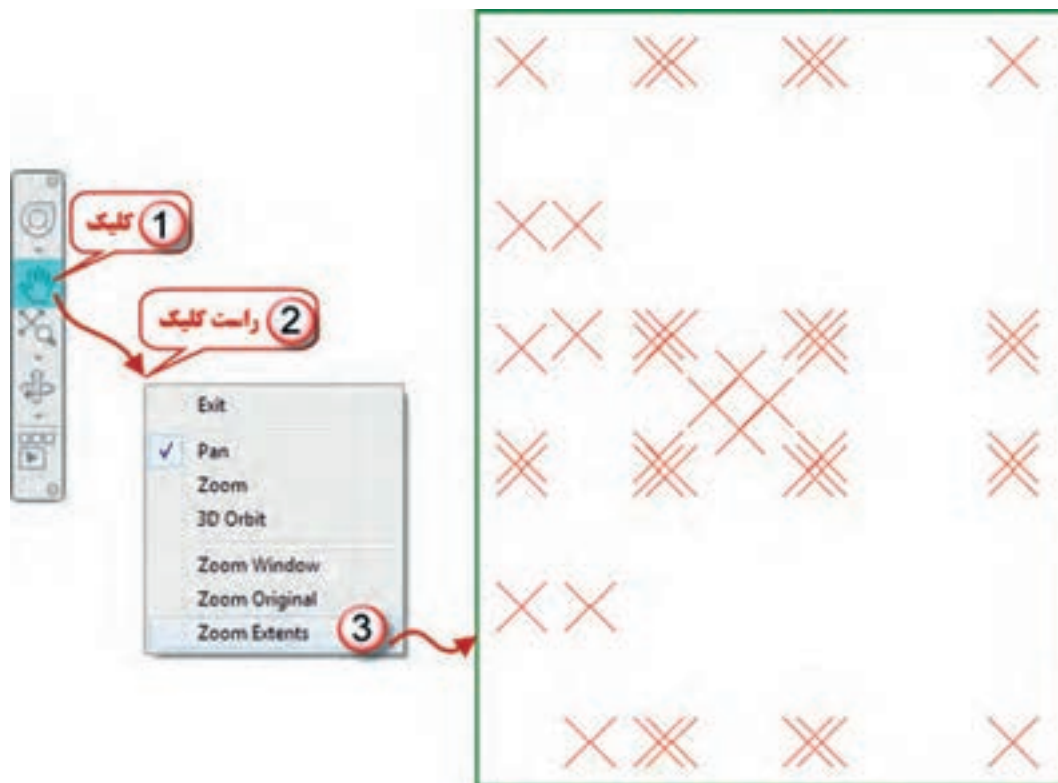 1 کلیک
2 راست کلیک
Exit
Pan
Zoom
3D Orbit
Zoom Window
Zoom Original
Zoom Extents 3